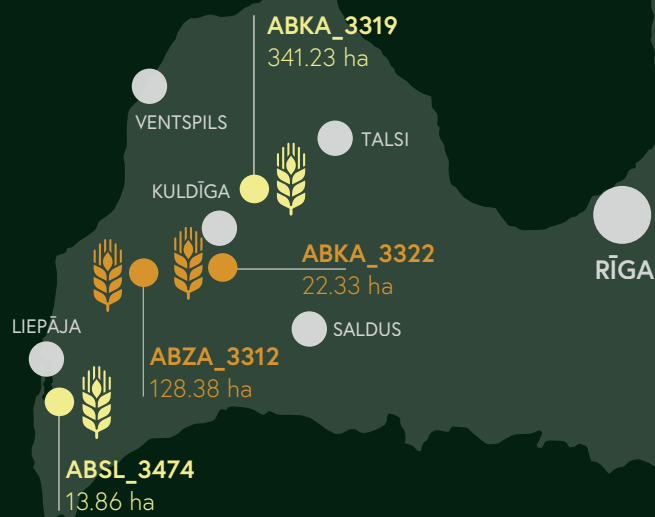 ABKA_3319
341.23 ha
VENTSPILS
TALSI
KULDĪGA
ABKA_3322
22.33 ha
RĪGA
LIEPĀJA
SALDUS
ABZA_3312
128.38 ha
ABSL_3474
13.86 ha